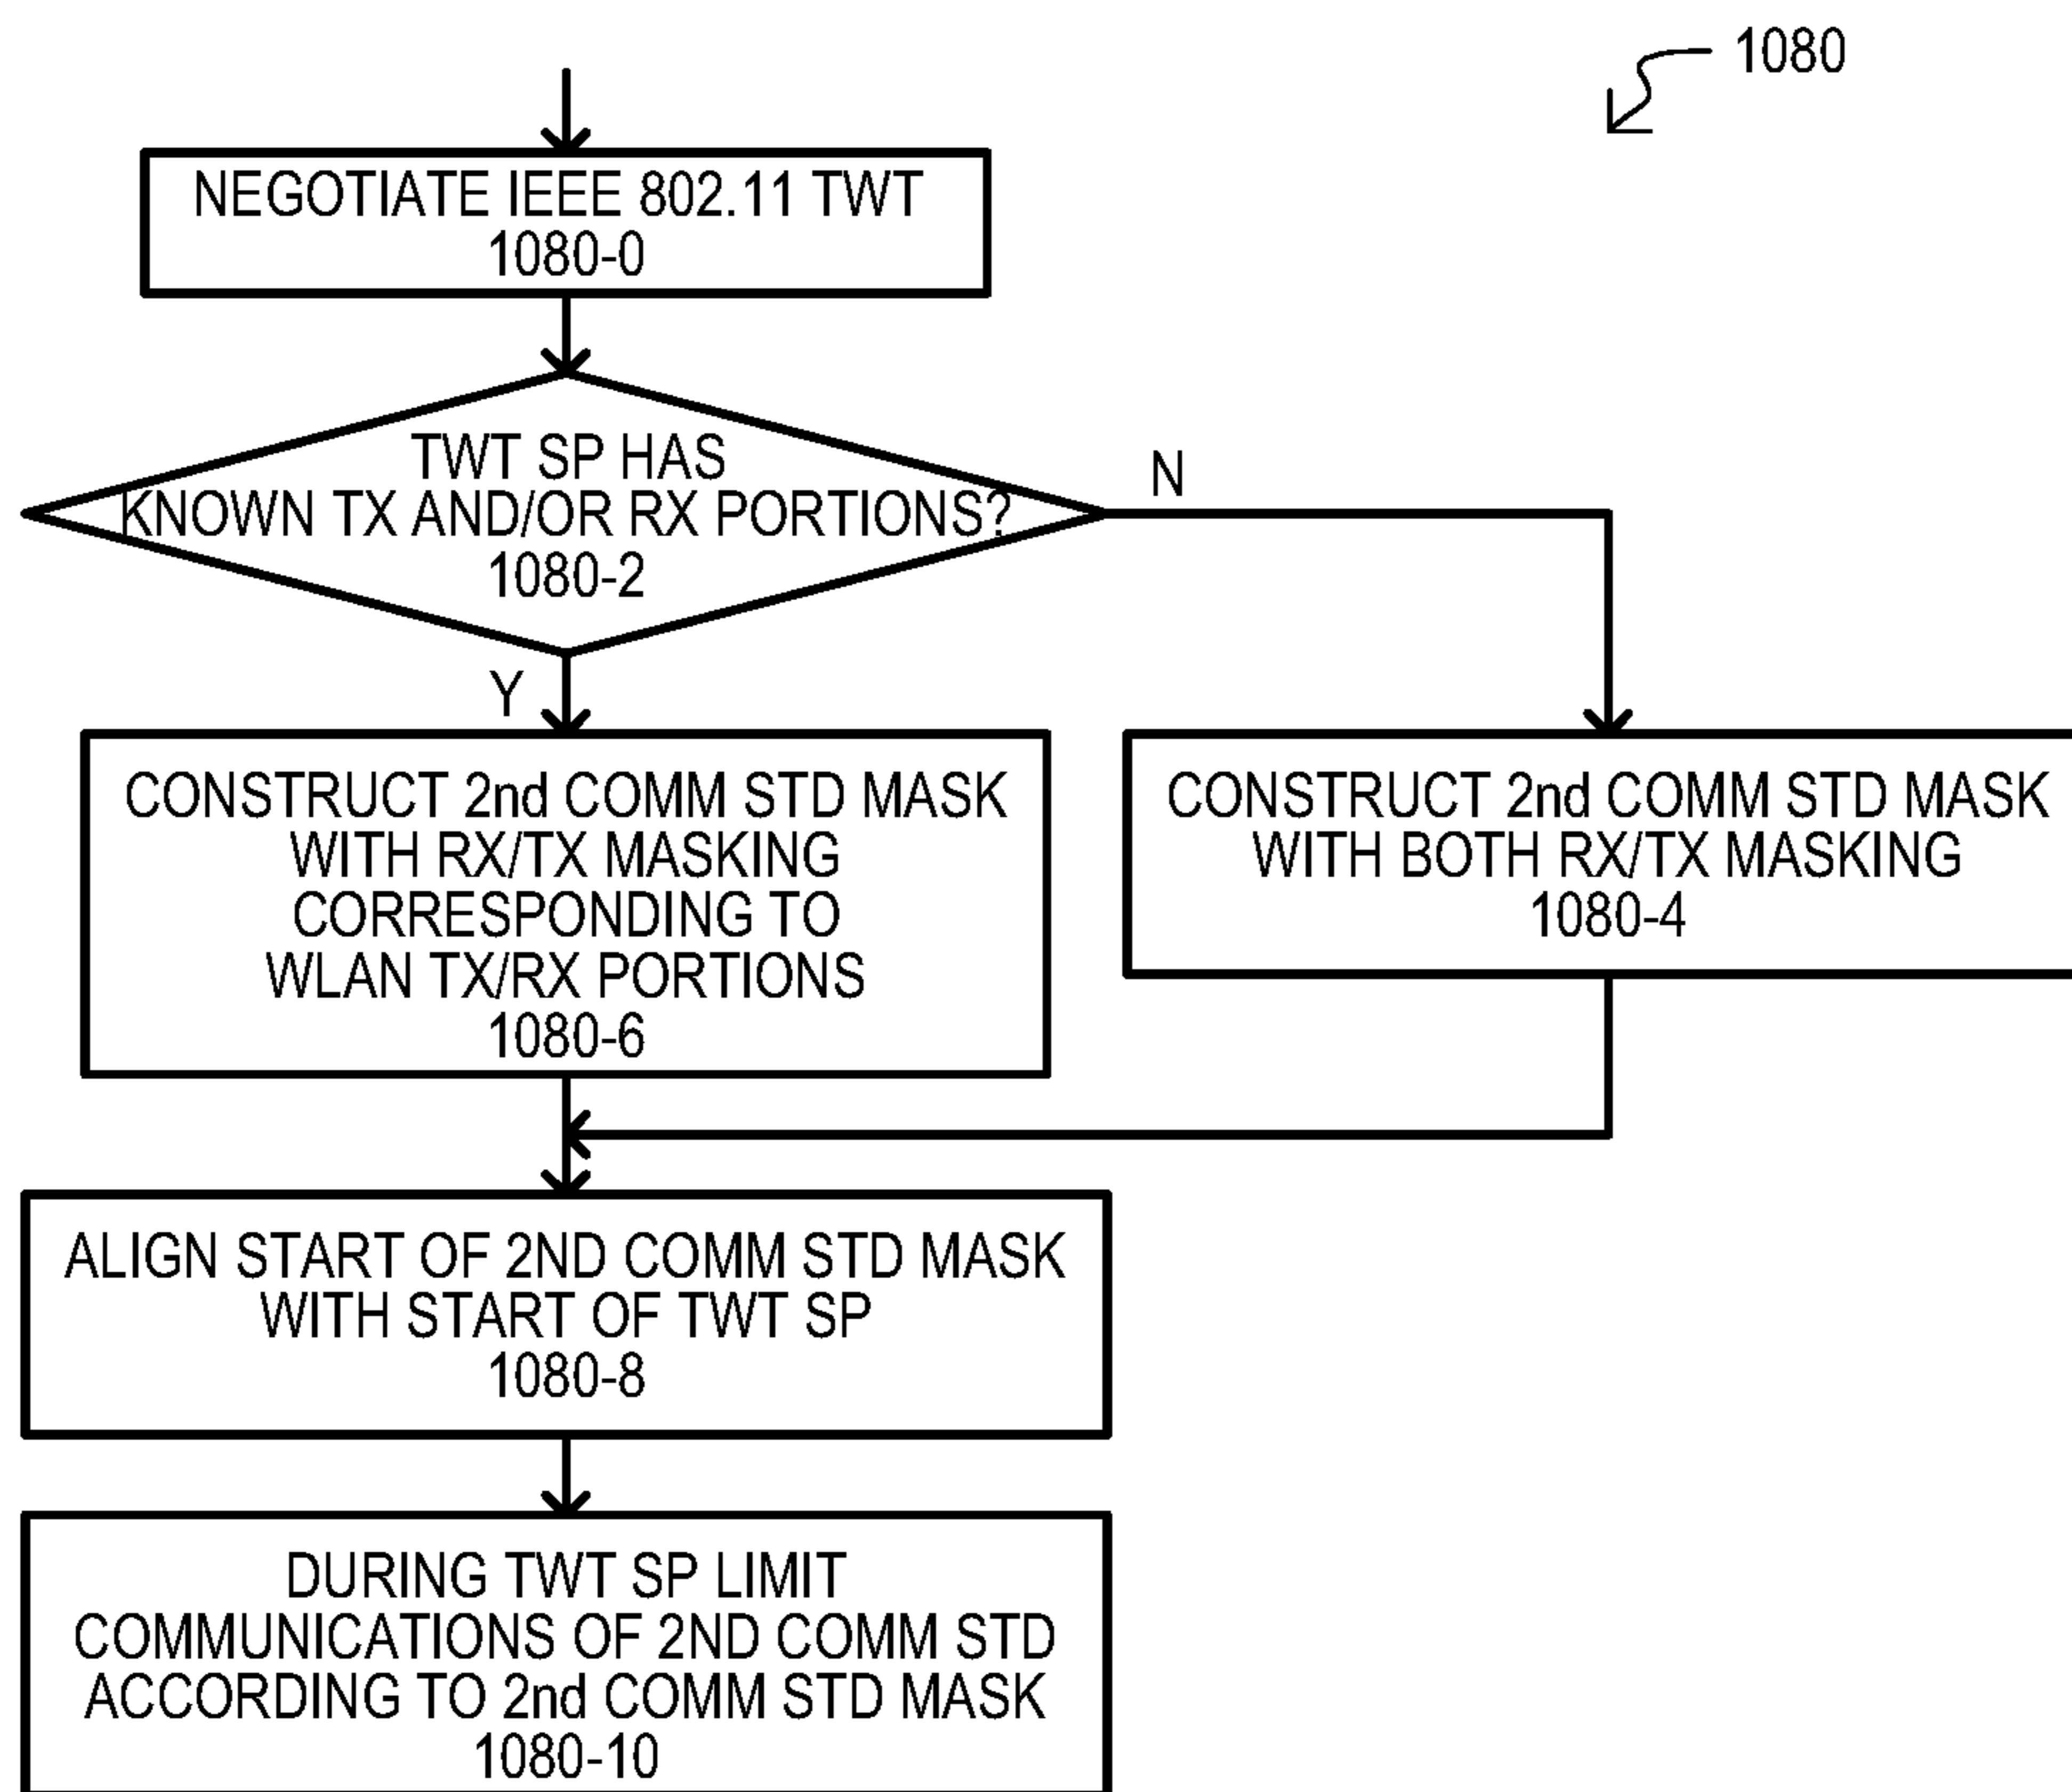 1080
NEGOTIATE IEEE 802.11 TWT
1080-0
TWT SP HAS
KNOWN TX AND/OR RX PORTIONS?
1080-2
N
Y
CONSTRUCT 2nd COMM STD MASK
WITH RX/TX MASKING
CORRESPONDING TO
WLAN TX/RX PORTIONS
1080-6
CONSTRUCT 2nd COMM STD MASK
WITH BOTH RX/TX MASKING
1080-4
ALIGN START OF 2ND COMM STD MASK
WITH START OF TWT SP
1080-8
DURING TWT SP LIMIT
COMMUNICATIONS OF 2ND COMM STD
ACCORDING TO 2nd COMM STD MASK
1080-10